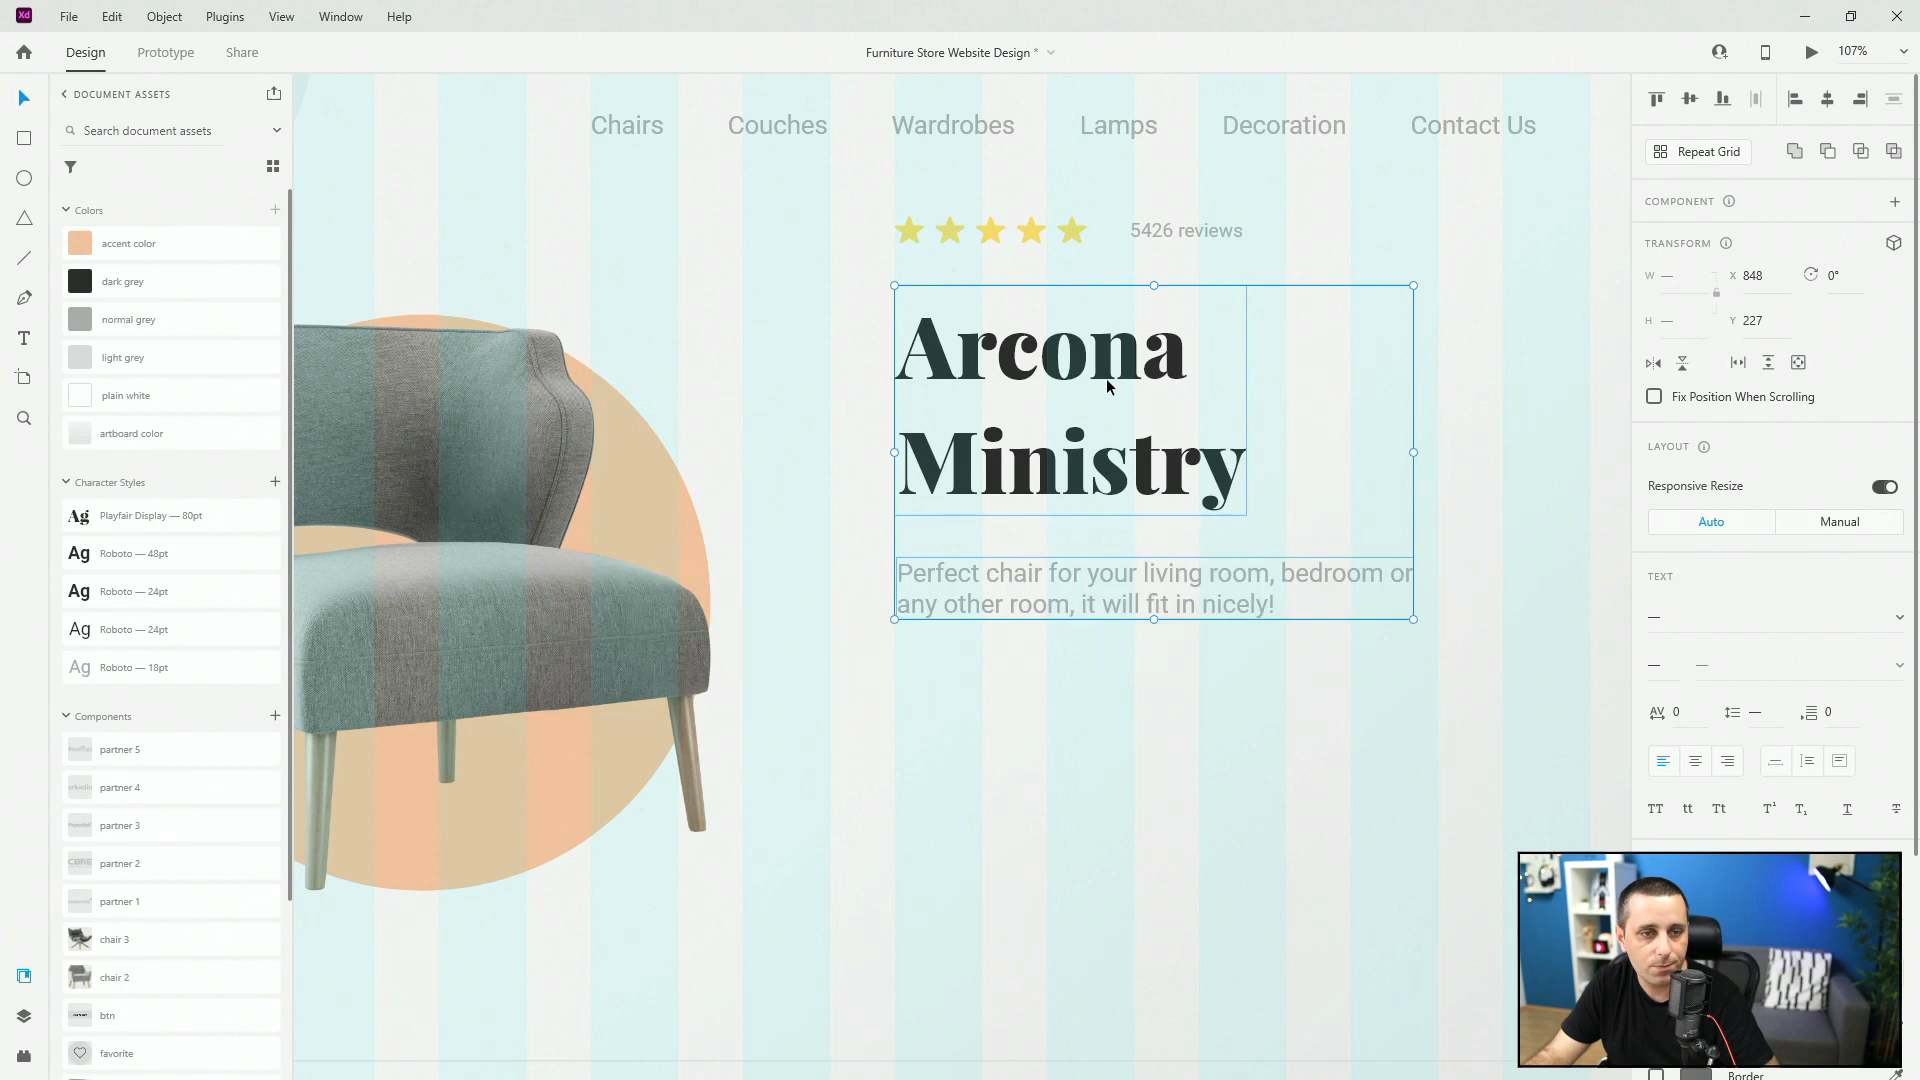 File Edit Object Plugins View Window Help
Design Prototype Share
Furniture Store Website Design *
107%
DOCUMENT ASSETS
Search document assets
Colors
accent color
dark grey
normal grey
light grey
plain white
artboard color
Character Styles
Ag Playfair Display — 80pt
Ag Roboto — 48pt
Ag Roboto — 24pt
Ag Roboto — 24pt
Ag Roboto — 18pt
Components
partner 5
partner 4
partner 3
CBRE partner 2
partner 1
chair 3
chair 2
btn
favorite
Chairs Couches Wardrobes Lamps Decoration Contact Us
5426 reviews
Arcona
Ministry
Perfect chair for your living room, bedroom or
any other room, it will fit in nicely!
Repeat Grid
COMPONENT
TRANSFORM
W — X 848 0°
H — Y 227
Fix Position When Scrolling
LAYOUT
Responsive Resize
Auto Manual
TEXT
—
— —
AV 0 — 0
TT tt Tt T¹ T₁ T T
Border